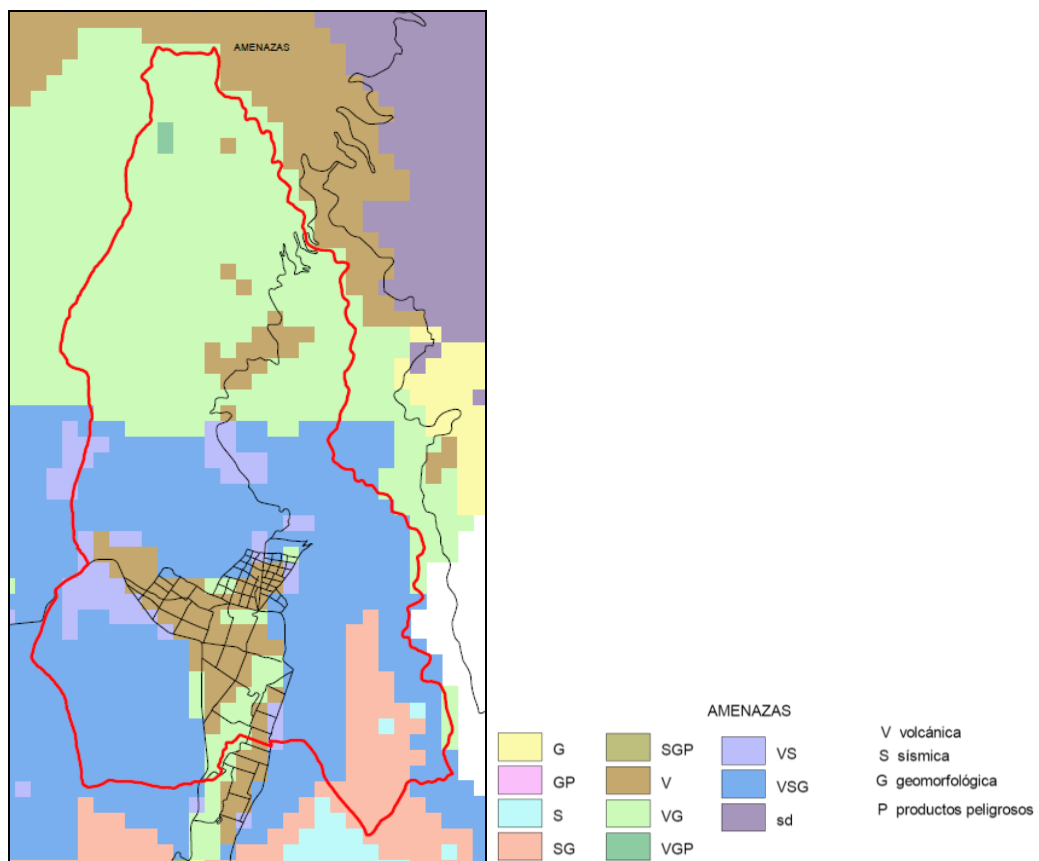 AMENAZAS
AMENAZAS
G
GP
S
SG
SGP
V
VG
VGP
VS
VSG
sd
V volcánica
S sísmica
G geomorfológica
P productos peligrosos